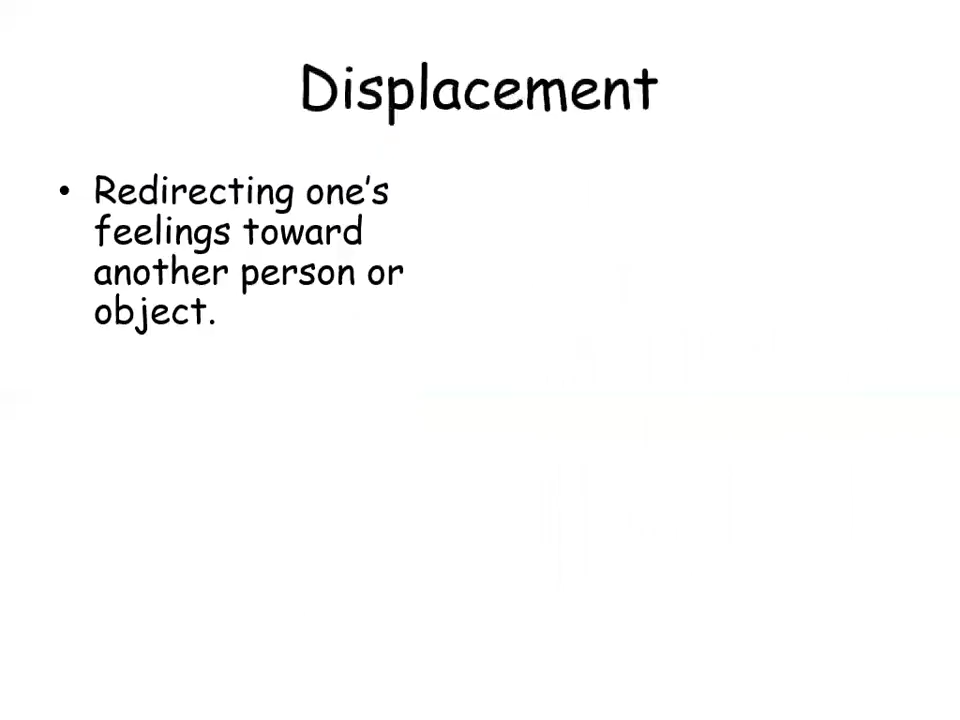 Displacement
• Redirecting one's
feelings toward
another person or
object.